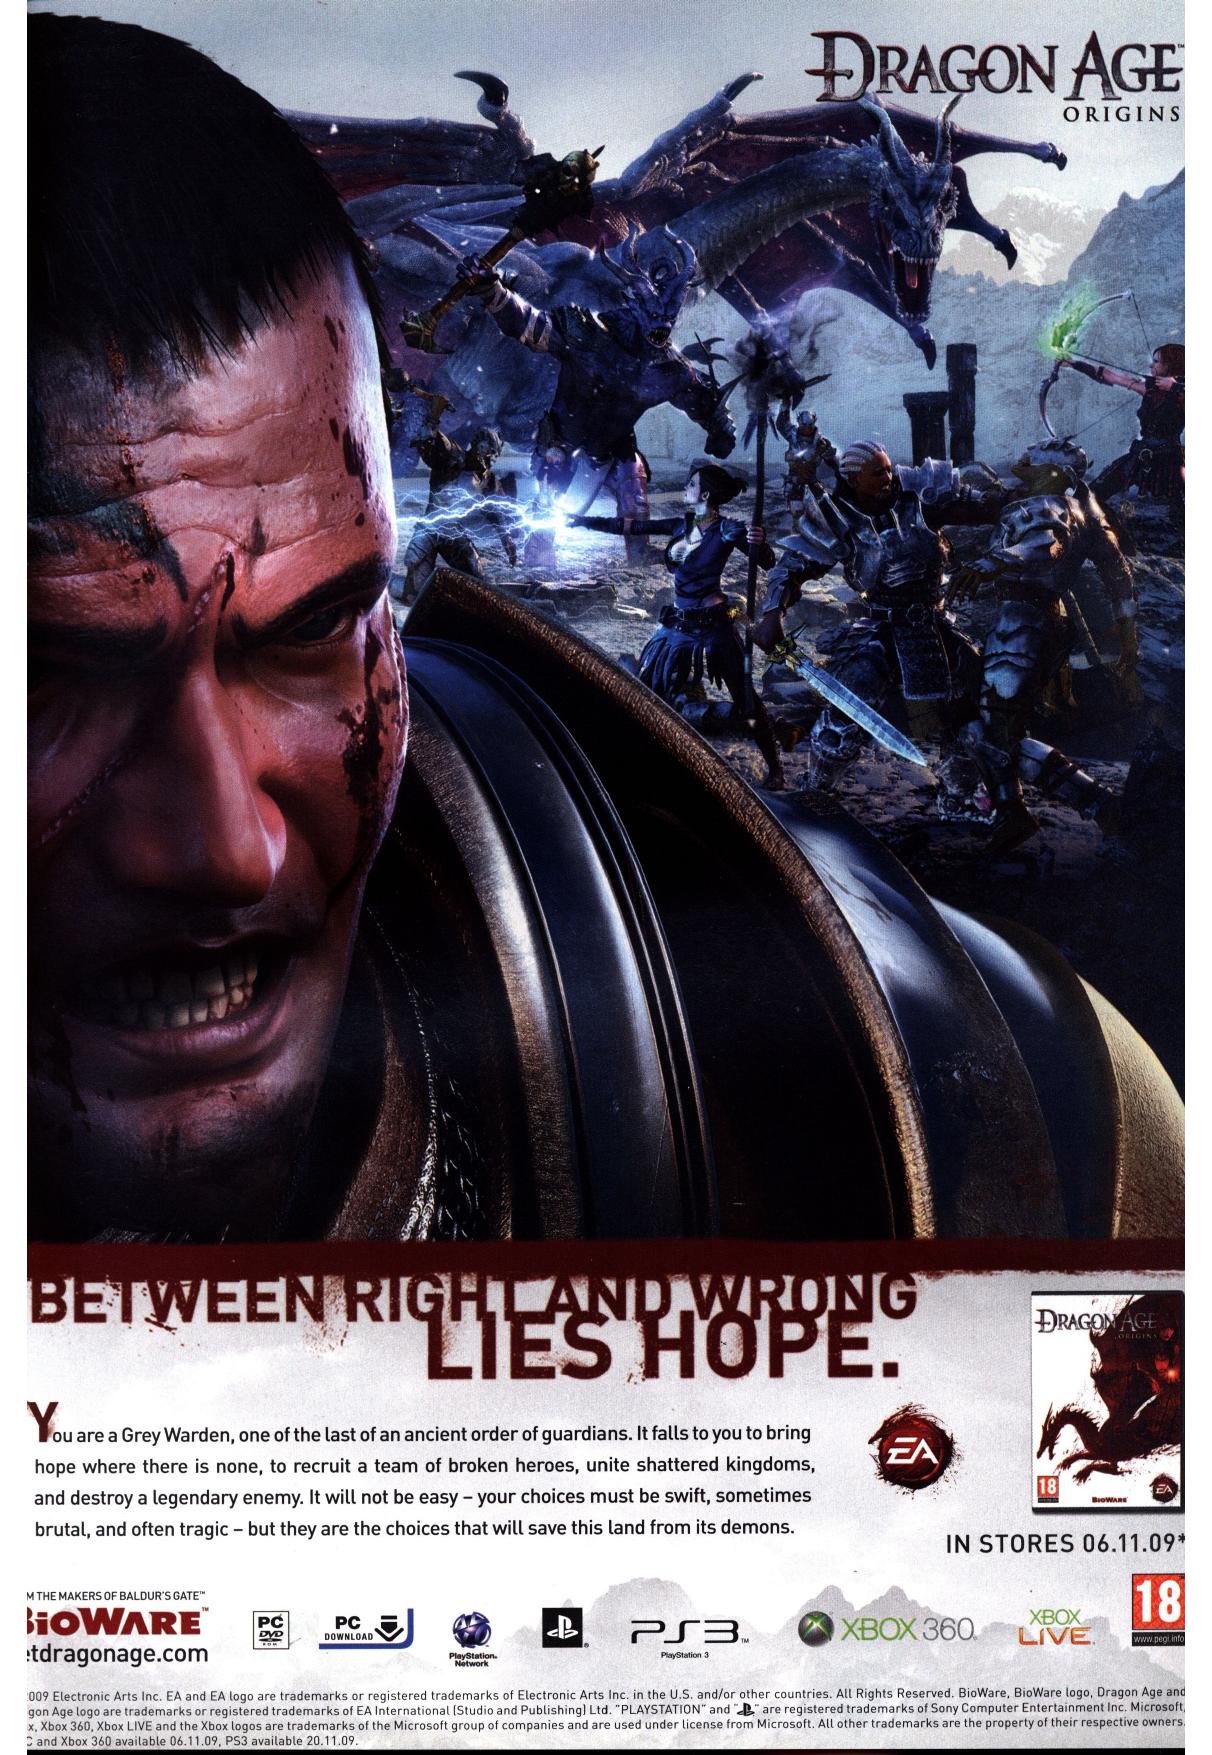 DRAGON AGE™
ORIGINS
BETWEEN RIGHT AND WRONG
LIES HOPE.
You are a Grey Warden, one of the last of an ancient order of guardians. It falls to you to bring
hope where there is none, to recruit a team of broken heroes, unite shattered kingdoms,
and destroy a legendary enemy. It will not be easy – your choices must be swift, sometimes
brutal, and often tragic – but they are the choices that will save this land from its demons.
EA
DRAGON AGE
ORIGINS
18
BIOWARE
EA
IN STORES 06.11.09*
M THE MAKERS OF BALDUR'S GATE™
BIOWARE™
etdragonage.com
PC
DVD
ROM
PC
DOWNLOAD
PlayStation®
Network
PS3™
PlayStation 3
XBOX 360
XBOX
LIVE
18
www.pegi.info
009 Electronic Arts Inc. EA and EA logo are trademarks or registered trademarks of Electronic Arts Inc. in the U.S. and/or other countries. All Rights Reserved. BioWare, BioWare logo, Dragon Age and
gon Age logo are trademarks or registered trademarks of EA International (Studio and Publishing) Ltd. "PLAYSTATION" and " " are registered trademarks of Sony Computer Entertainment Inc. Microsoft,
x, Xbox 360, Xbox LIVE and the Xbox logos are trademarks of the Microsoft group of companies and are used under license from Microsoft. All other trademarks are the property of their respective owners.
C and Xbox 360 available 06.11.09, PS3 available 20.11.09.